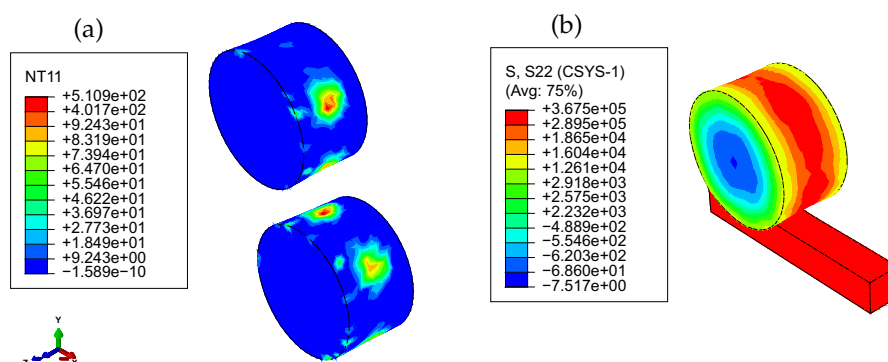 (a)
NT11
+5.109e+02
+4.017e+02
+9.243e+01
+8.319e+01
+7.394e+01
+6.470e+01
+5.546e+01
+4.622e+01
+3.697e+01
+2.773e+01
+1.849e+01
+9.243e+00
−1.589e−10
Y
(b)
S, S22 (CSYS-1)
(Avg: 75%)
+3.675e+05
+2.895e+05
+1.865e+04
+1.604e+04
+1.261e+04
+2.918e+03
+2.575e+03
+2.232e+03
-4.889e+02
-5.546e+02
-6.203e+02
-6.860e+01
-7.517e+00